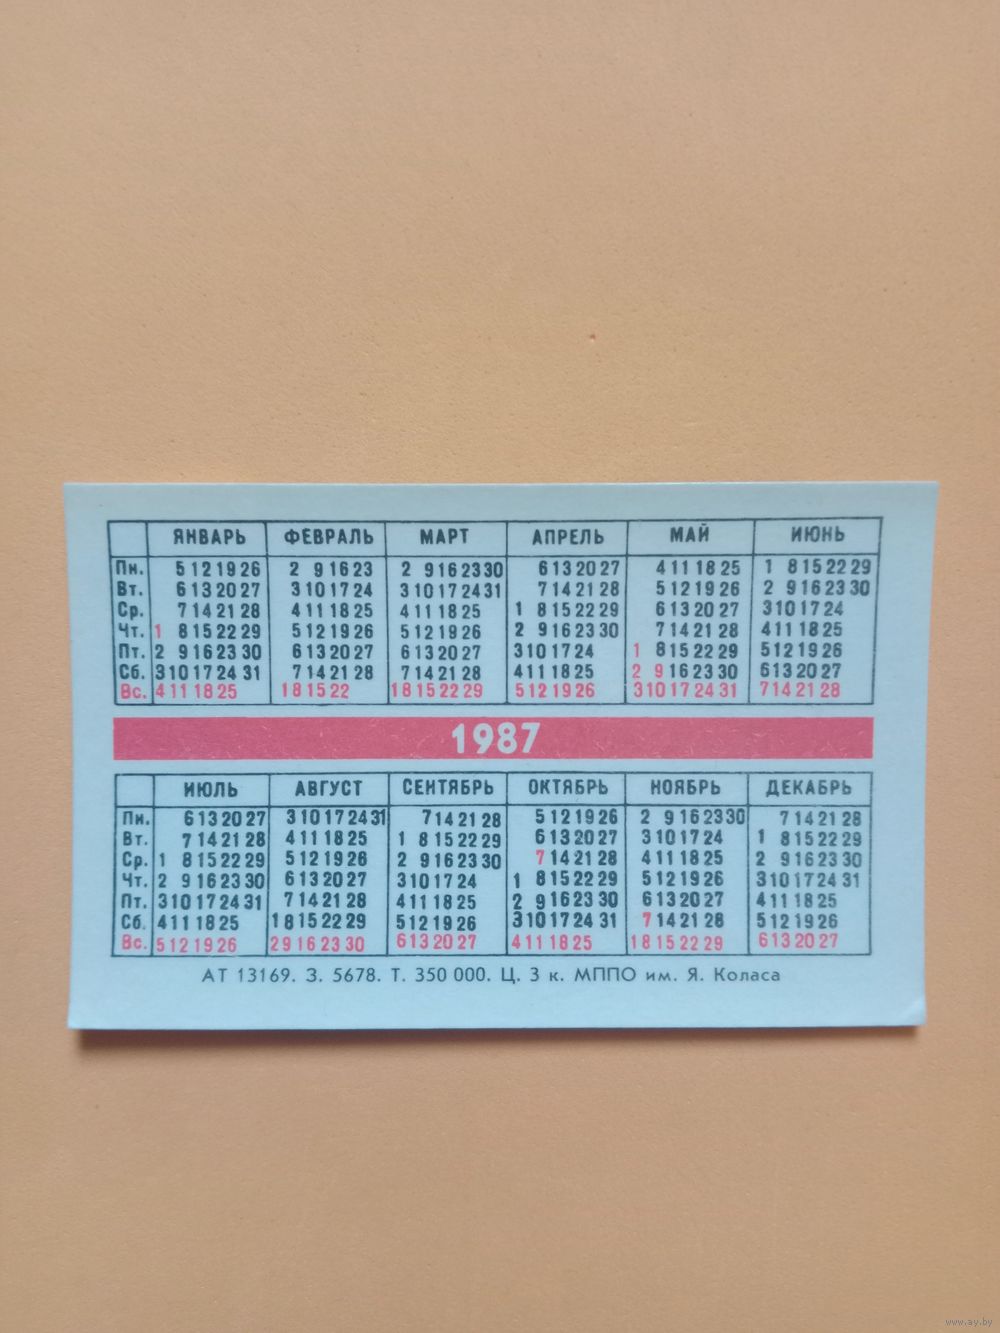 ЯНВАРЬ ФЕВРАЛЬ МАРТ АПРЕЛЬ МАЙ ИЮНЬ
Пн. 5 12 19 26 2 9 16 23 2 9 16 23 30 6 13 20 27 4 11 18 25 1 8 15 22 29
Вт. 6 13 20 27 3 10 17 24 3 10 17 24 31 7 14 21 28 5 12 19 26 2 9 16 23 30
Ср. 7 14 21 28 4 11 18 25 4 11 18 25 1 8 15 22 29 6 13 20 27 3 10 17 24
Чт. 1 8 15 22 29 5 12 19 26 5 12 19 26 2 9 16 23 30 7 14 21 28 4 11 18 25
Пт. 2 9 16 23 30 6 13 20 27 6 13 20 27 3 10 17 24 1 8 15 22 29 5 12 19 26
Сб. 3 10 17 24 31 7 14 21 28 7 14 21 28 4 11 18 25 2 9 16 23 30 6 13 20 27
Вс. 4 11 18 25 1 8 15 22 1 8 15 22 29 5 12 19 26 3 10 17 24 31 7 14 21 28
1987
ИЮЛЬ АВГУСТ СЕНТЯБРЬ ОКТЯБРЬ НОЯБРЬ ДЕКАБРЬ
Пн. 6 13 20 27 3 10 17 24 31 7 14 21 28 5 12 19 26 2 9 16 23 30 7 14 21 28
Вт. 7 14 21 28 4 11 18 25 1 8 15 22 29 6 13 20 27 3 10 17 24 1 8 15 22 29
Ср. 1 8 15 22 29 5 12 19 26 2 9 16 23 30 7 14 21 28 4 11 18 25 2 9 16 23 30
Чт. 2 9 16 23 30 6 13 20 27 3 10 17 24 1 8 15 22 29 5 12 19 26 3 10 17 24 31
Пт. 3 10 17 24 31 7 14 21 28 4 11 18 25 2 9 16 23 30 6 13 20 27 4 11 18 25
Сб. 4 11 18 25 1 8 15 22 29 5 12 19 26 3 10 17 24 31 7 14 21 28 5 12 19 26
Вс. 5 12 19 26 2 9 16 23 30 6 13 20 27 4 11 18 25 1 8 15 22 29 6 13 20 27
АТ 13169. З. 5678. Т. 350 000. Ц. 3 к. МППО им. Я. Коласа
www.ay.by